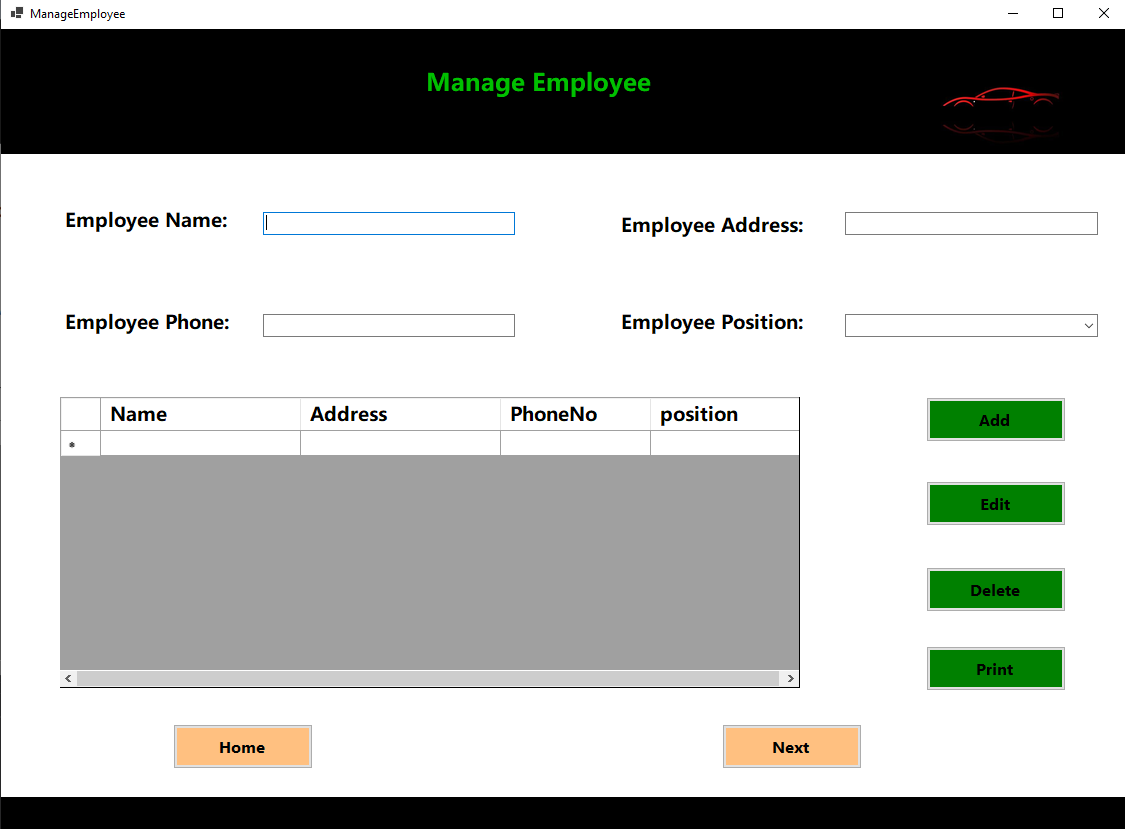 ManageEmployee
Manage Employee
Employee Name:
Employee Address:
Employee Phone:
Employee Position:
Name Address PhoneNo position
*
Add
Edit
Delete
Print
Home
Next